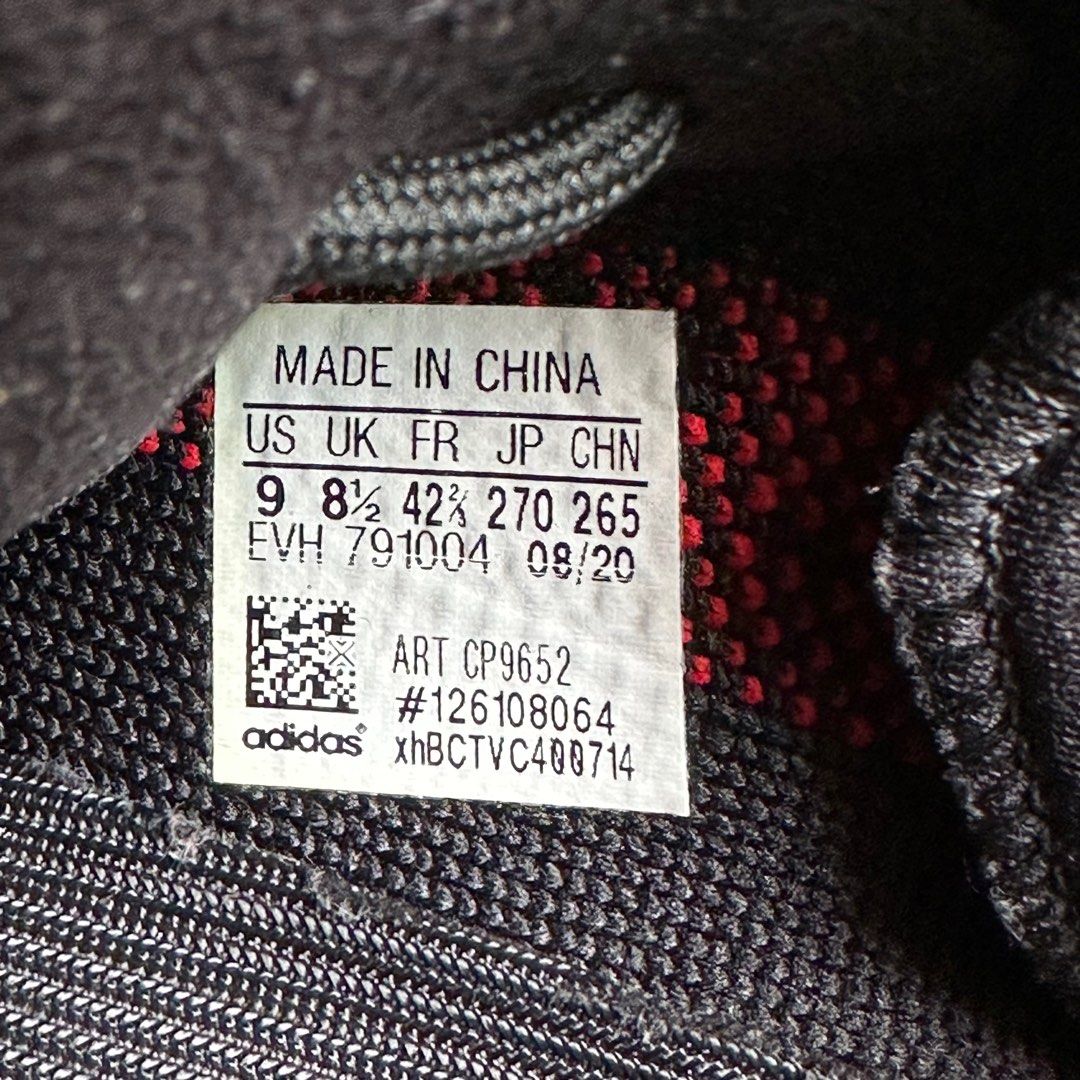 MADE IN CHINA
US UK FR JP CHN
9 8½ 42⅔ 270 265
EVH 791004 08/20
ART CP9652
#126108064
adidas®
xhBCTVC400714